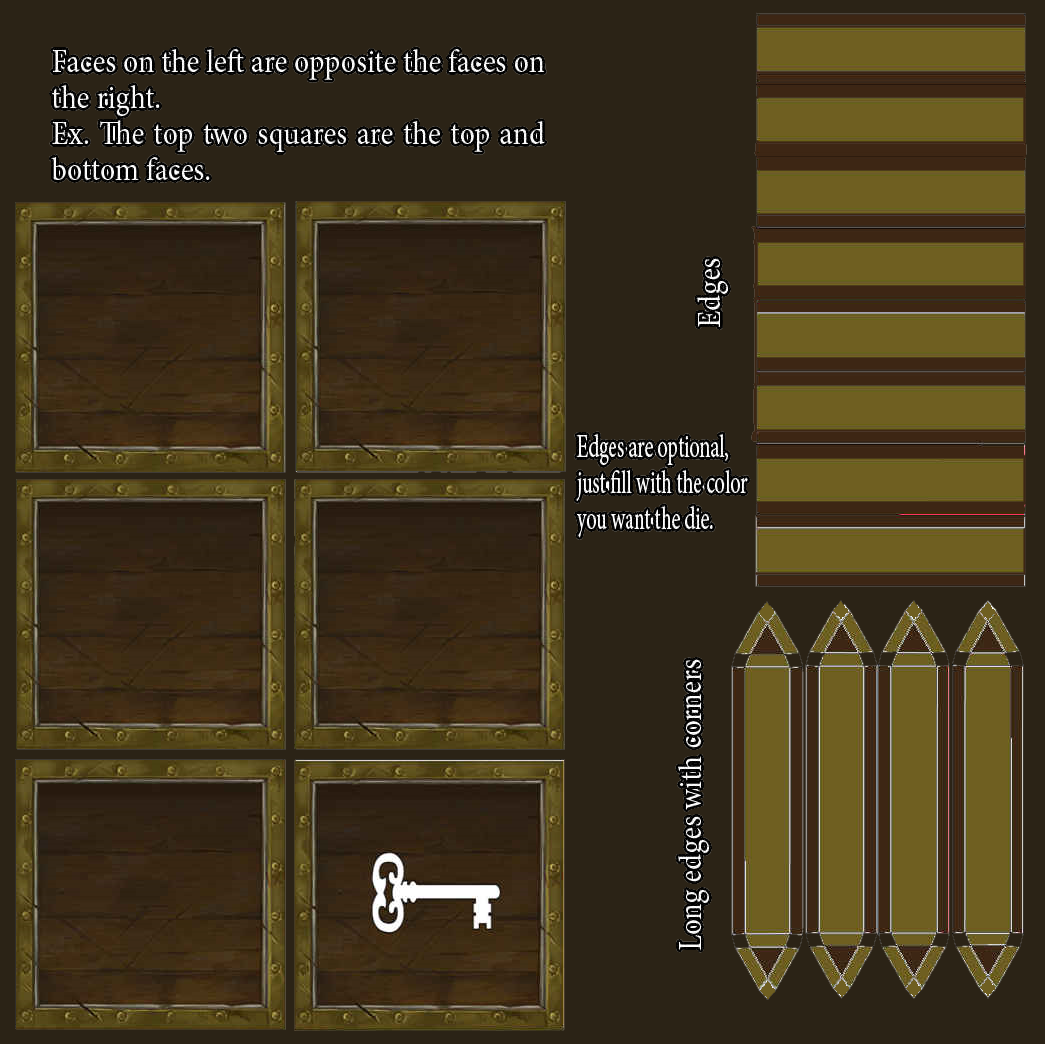 Faces on the left are opposite the faces on
the right.
Ex. The top two squares are the top and
bottom faces.
Edges
Edges are optional,
just fill with the color
you want the die.
Long edges with corners